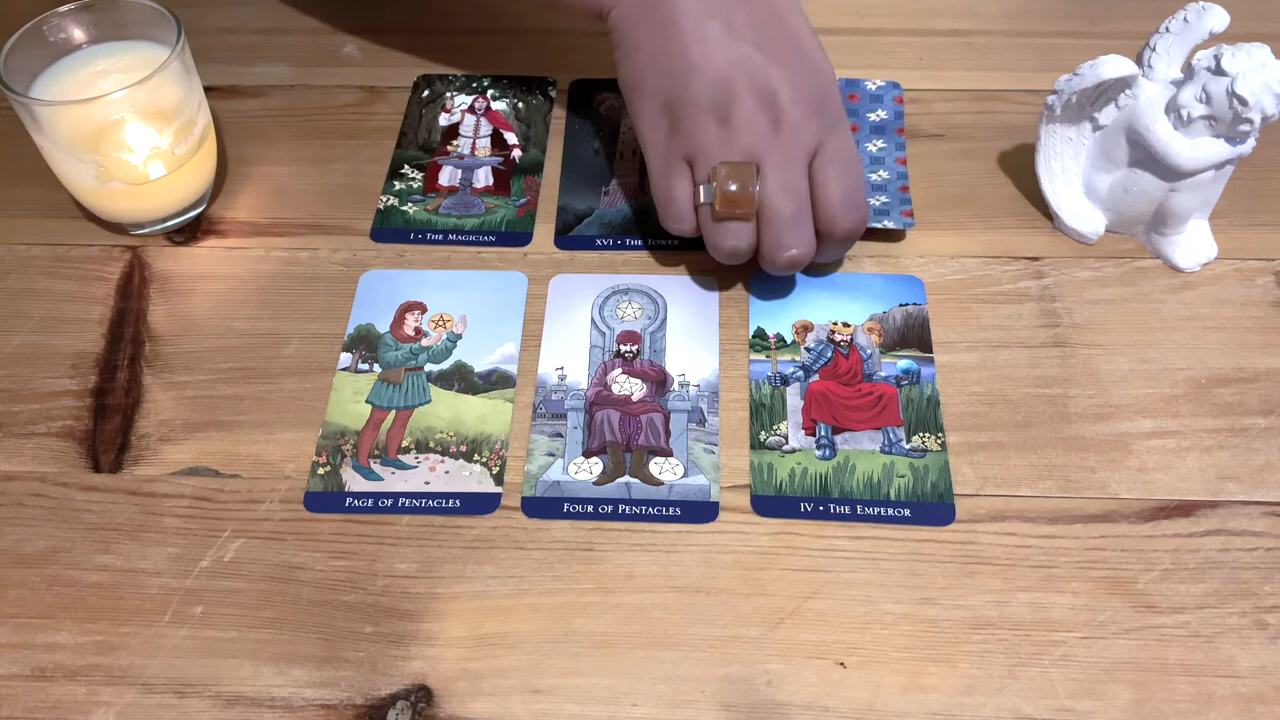 I • THE MAGICIAN
XVI • THE TOWER
PAGE OF PENTACLES
FOUR OF PENTACLES
IV • THE EMPEROR